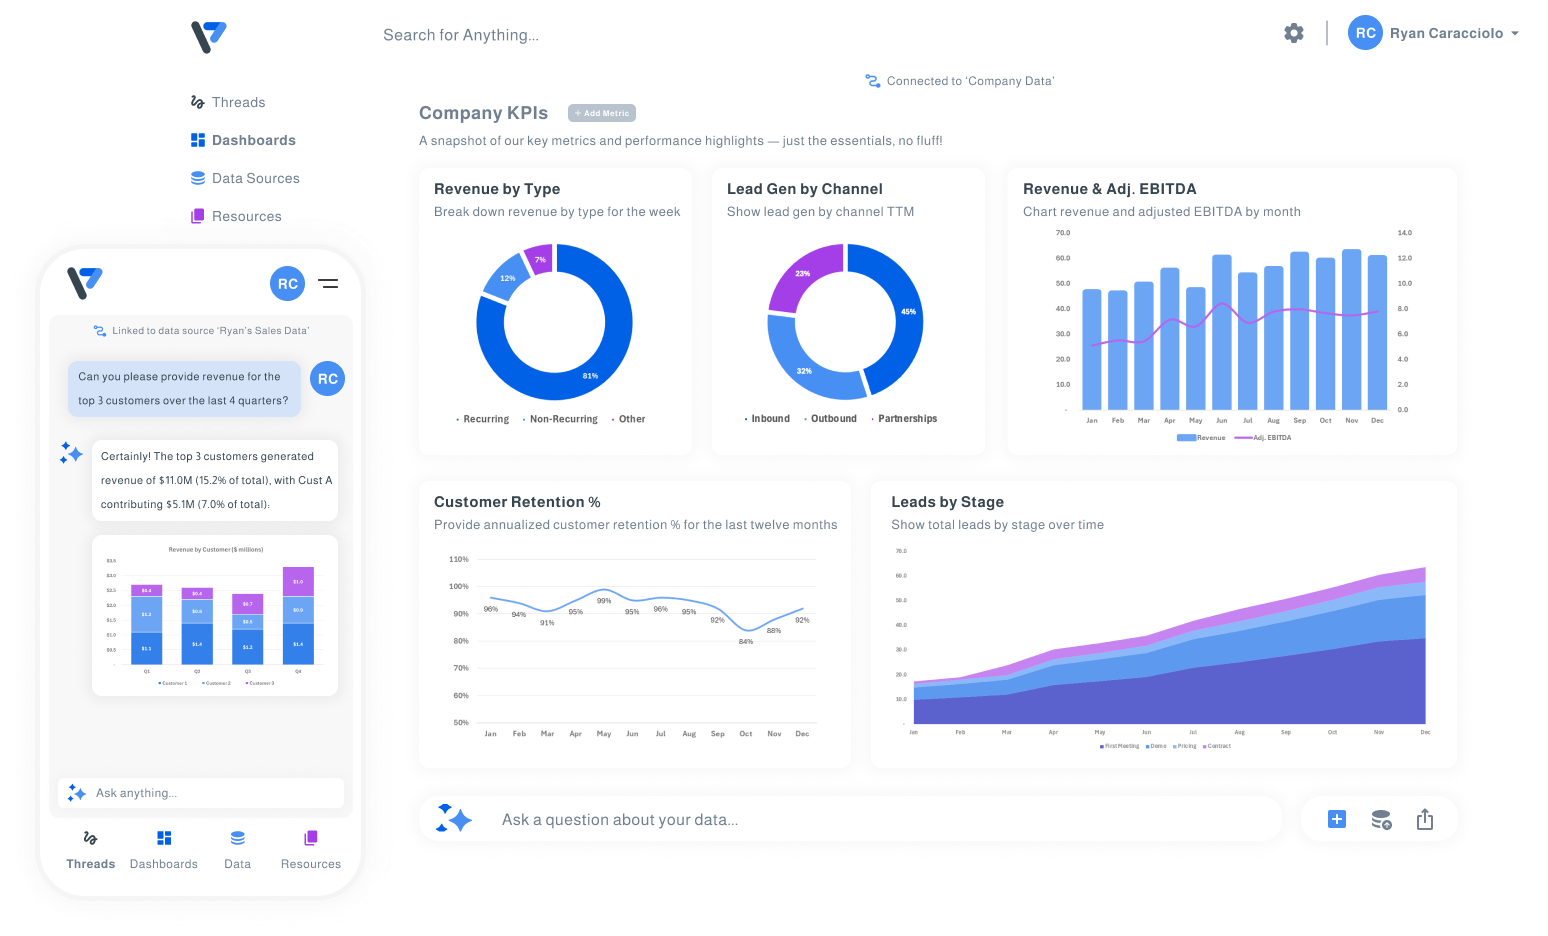 Search for Anything...
RC
Ryan Caracciolo
Connected to 'Company Data'
Threads
Dashboards
Data Sources
Resources
Company KPIs
+ Add Metric
A snapshot of our key metrics and performance highlights — just the essentials, no fluff!
Revenue by Type
Break down revenue by type for the week
7%
12%
81%
Recurring Non-Recurring Other
Lead Gen by Channel
Show lead gen by channel TTM
23%
45%
32%
Inbound Outbound Partnerships
Revenue & Adj. EBITDA
Chart revenue and adjusted EBITDA by month
70.0 14.0
60.0 12.0
50.0 10.0
40.0 8.0
30.0 6.0
20.0 4.0
10.0 2.0
- 0.0
Jan Feb Mar Apr May Jun Jul Aug Sep Oct Nov Dec
Revenue Adj. EBITDA
Customer Retention %
Provide annualized customer retention % for the last twelve months
110%
100%
90%
80%
70%
60%
50%
96% 94% 91% 95% 99% 95% 96% 95% 92% 84% 88% 92%
Jan Feb Mar Apr May Jun Jul Aug Sep Oct Nov Dec
Leads by Stage
Show total leads by stage over time
70.0
60.0
50.0
40.0
30.0
20.0
10.0
-
Jan Feb Mar Apr May Jun Jul Aug Sep Oct Nov Dec
First Meeting Demo Pricing Contract
Ask a question about your data...
RC
Linked to data source 'Ryan's Sales Data'
Can you please provide revenue for the
top 3 customers over the last 4 quarters?
RC
Certainly! The top 3 customers generated
revenue of $11.0M (15.2% of total), with Cust A
contributing $5.1M (7.0% of total):
Revenue by Customer ($ millions)
$3.5
$3.0
$2.5
$2.0
$1.5
$1.0
$0.5
-
$0.4 $0.4 $0.7 $1.0
$1.2 $0.8 $0.5 $0.9
$1.1 $1.4 $1.2 $1.4
Q1 Q2 Q3 Q4
Customer 1 Customer 2 Customer 3
Ask anything...
Threads Dashboards Data Resources